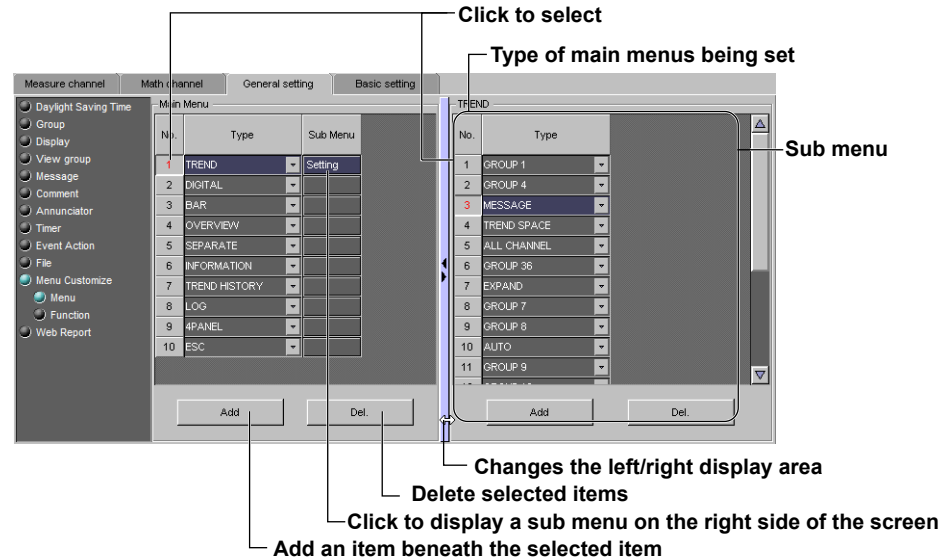 Click to select
Type of main menus being set
Measure channel Math channel General setting Basic setting
Daylight Saving Time
Group
Display
View group
Message
Comment
Annunciator
Timer
Event Action
File
Menu Customize
Menu
Function
Web Report
Main Menu
No. Type Sub Menu
1 TREND Setting
2 DIGITAL
3 BAR
4 OVERVIEW
5 SEPARATE
6 INFORMATION
7 TREND HISTORY
8 LOG
9 4PANEL
10 ESC
Add Del.
TREND
No. Type
1 GROUP 1
2 GROUP 4
3 MESSAGE
4 TREND SPACE
5 ALL CHANNEL
6 GROUP 36
7 EXPAND
8 GROUP 7
9 GROUP 8
10 AUTO
11 GROUP 9
Add Del.
Sub menu
Changes the left/right display area
Delete selected items
Click to display a sub menu on the right side of the screen
Add an item beneath the selected item